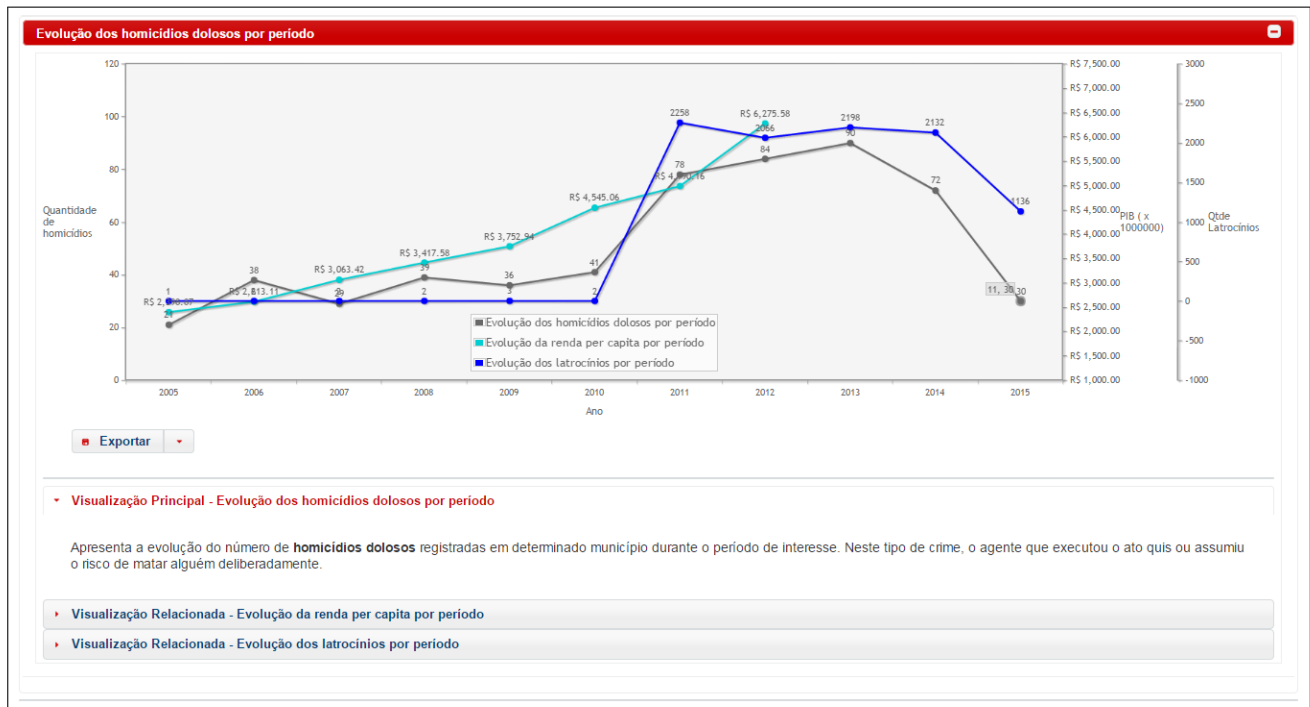 Evolução dos homicídios dolosos por período
120
100
80
60
40
20
0
Quantidade
de
homicídios
R$ 7,500.00
R$ 7,000.00
R$ 6,500.00
R$ 6,000.00
R$ 5,500.00
R$ 5,000.00
R$ 4,500.00
R$ 4,000.00
R$ 3,500.00
R$ 3,000.00
R$ 2,500.00
R$ 2,000.00
R$ 1,500.00
R$ 1,000.00
PIB ( x
1000000)
3000
2500
2000
1500
1000
500
0
-500
-1000
Qtde
Latrocínios
2258
R$ 6,275.58
2066
2198
2132
84
90
78
72
1136
R$ 4,545.06
R$ 3,752.94
R$ 3,417.58
R$ 3,063.42
41
38
39
36
1
2
3
2
21
29
11, 30
30
Evolução dos homicídios dolosos por período
Evolução da renda per capita por período
Evolução dos latrocínios por período
2005 2006 2007 2008 2009 2010 2011 2012 2013 2014 2015
Ano
Exportar
Visualização Principal - Evolução dos homicídios dolosos por período
Apresenta a evolução do número de homicídios dolosos registradas em determinado município durante o período de interesse. Neste tipo de crime, o agente que executou o ato quis ou assumiu
o risco de matar alguém deliberadamente.
Visualização Relacionada - Evolução da renda per capita por período
Visualização Relacionada - Evolução dos latrocínios por período